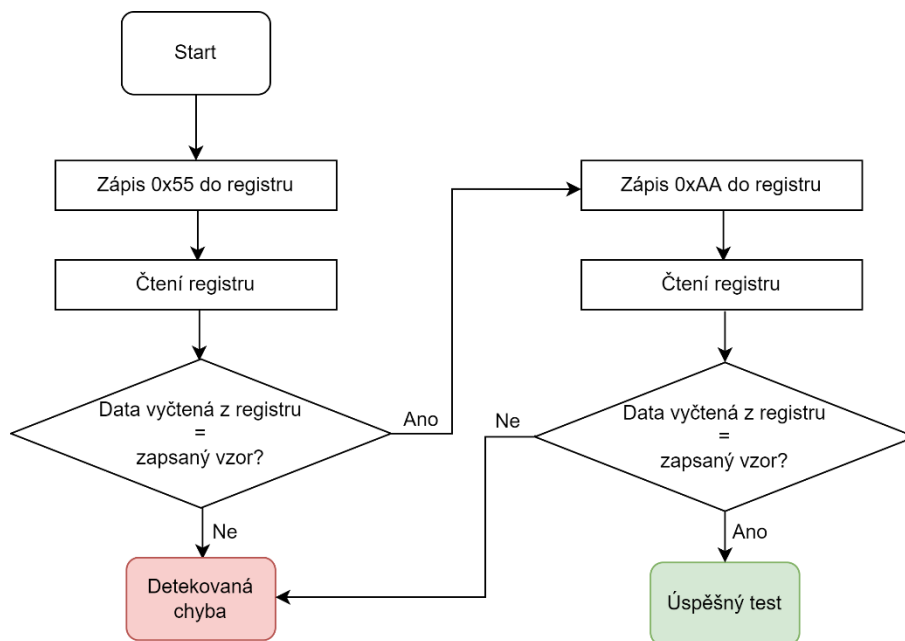 Start
Zápis 0x55 do registru
Čtení registru
Data vyčtená z registru
=
zapsaný vzor?
Ano
Ne
Detekovaná
chyba
Zápis 0xAA do registru
Čtení registru
Data vyčtená z registru
=
zapsaný vzor?
Ne
Ano
Úspěšný test